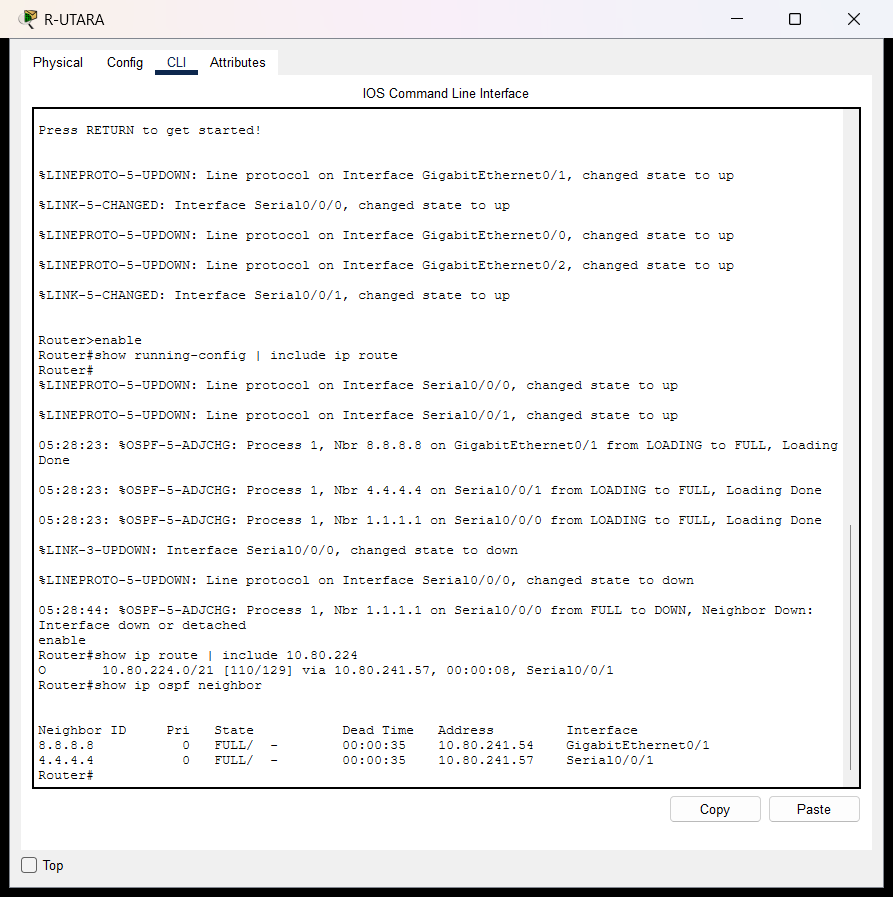 R-UTARA
Physical Config CLI Attributes
IOS Command Line Interface
Press RETURN to get started!
%LINEPROTO-5-UPDOWN: Line protocol on Interface GigabitEthernet0/1, changed state to up
%LINK-5-CHANGED: Interface Serial0/0/0, changed state to up
%LINEPROTO-5-UPDOWN: Line protocol on Interface GigabitEthernet0/0, changed state to up
%LINEPROTO-5-UPDOWN: Line protocol on Interface GigabitEthernet0/2, changed state to up
%LINK-5-CHANGED: Interface Serial0/0/1, changed state to up
Router>enable
Router#show running-config | include ip route
Router#
%LINEPROTO-5-UPDOWN: Line protocol on Interface Serial0/0/0, changed state to up
%LINEPROTO-5-UPDOWN: Line protocol on Interface Serial0/0/1, changed state to up
05:28:23: %OSPF-5-ADJCHG: Process 1, Nbr 8.8.8.8 on GigabitEthernet0/1 from LOADING to FULL, Loading
Done
05:28:23: %OSPF-5-ADJCHG: Process 1, Nbr 4.4.4.4 on Serial0/0/1 from LOADING to FULL, Loading Done
05:28:23: %OSPF-5-ADJCHG: Process 1, Nbr 1.1.1.1 on Serial0/0/0 from LOADING to FULL, Loading Done
%LINK-3-UPDOWN: Interface Serial0/0/0, changed state to down
%LINEPROTO-5-UPDOWN: Line protocol on Interface Serial0/0/0, changed state to down
05:28:44: %OSPF-5-ADJCHG: Process 1, Nbr 1.1.1.1 on Serial0/0/0 from FULL to DOWN, Neighbor Down:
Interface down or detached
enable
Router#show ip route | include 10.80.224
O 10.80.224.0/21 [110/129] via 10.80.241.57, 00:00:08, Serial0/0/1
Router#show ip ospf neighbor
Neighbor ID Pri State Dead Time Address Interface
8.8.8.8 0 FULL/ - 00:00:35 10.80.241.54 GigabitEthernet0/1
4.4.4.4 0 FULL/ - 00:00:35 10.80.241.57 Serial0/0/1
Router#
Copy Paste
Top